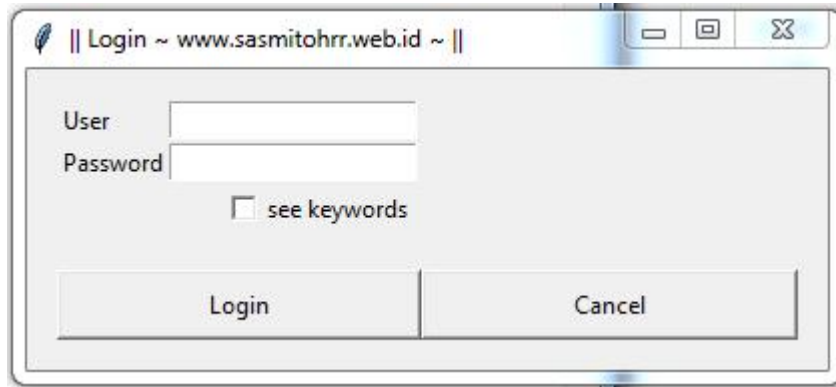 || Login ~ www.sasmitohrr.web.id ~ ||
User
Password
see keywords
Login Cancel